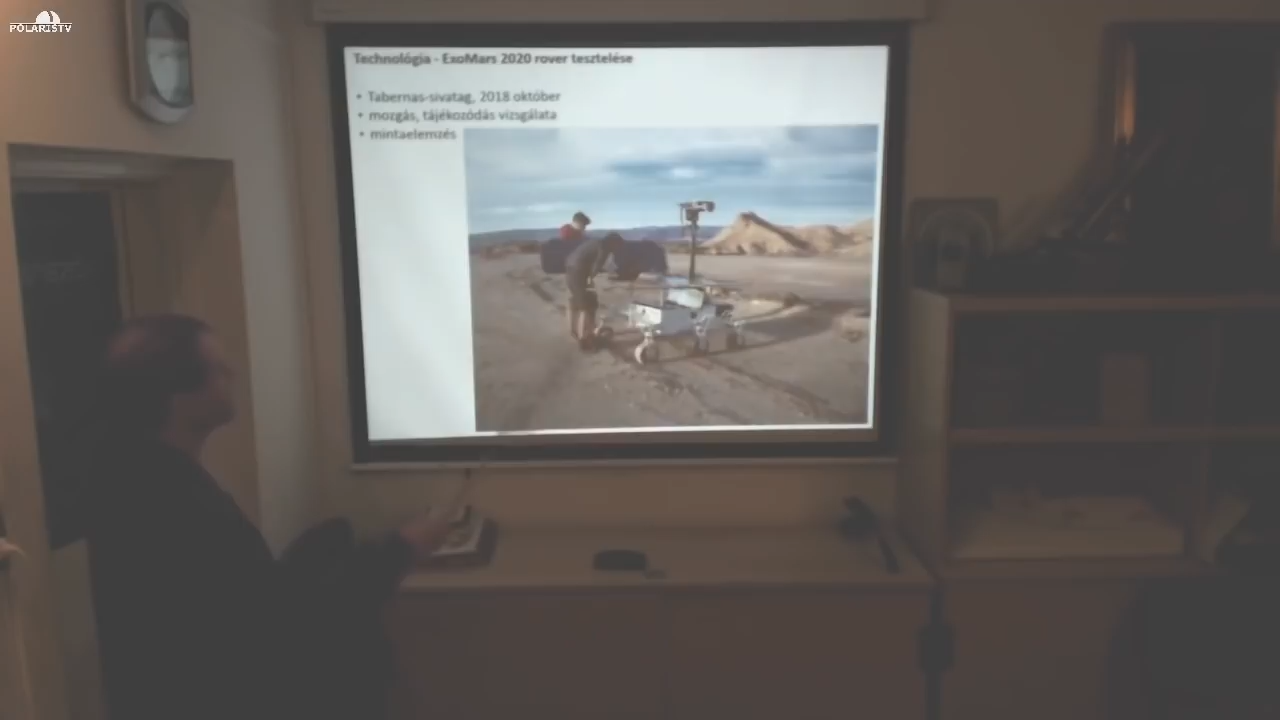 POLARISTV
Technológia - ExoMars 2020 rover tesztelése
• Tabernas-sivatag, 2018 október
• mozgás, tájékozódás vizsgálata
• mintaelemzés